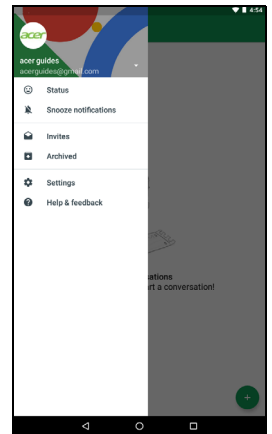 4:54
acer
acer guides
acerguides@gmail.com
Status
Snooze notifications
Invites
Archived
Settings
Help & feedback
sations
rt a conversation!